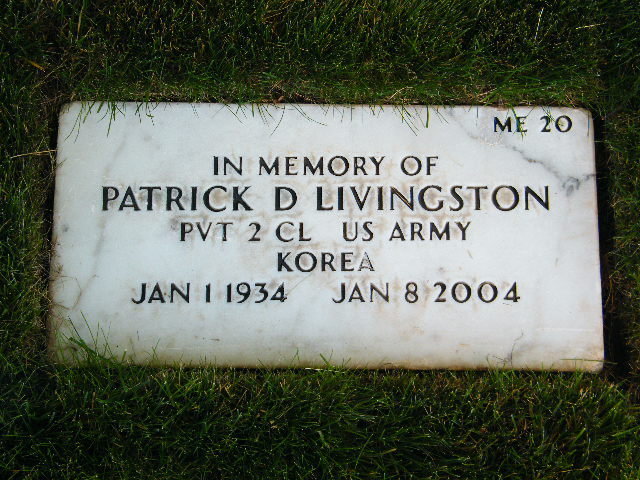 ME 20
IN MEMORY OF
PATRICK D LIVINGSTON
PVT 2 CL US ARMY
KOREA
JAN 1 1934 JAN 8 2004